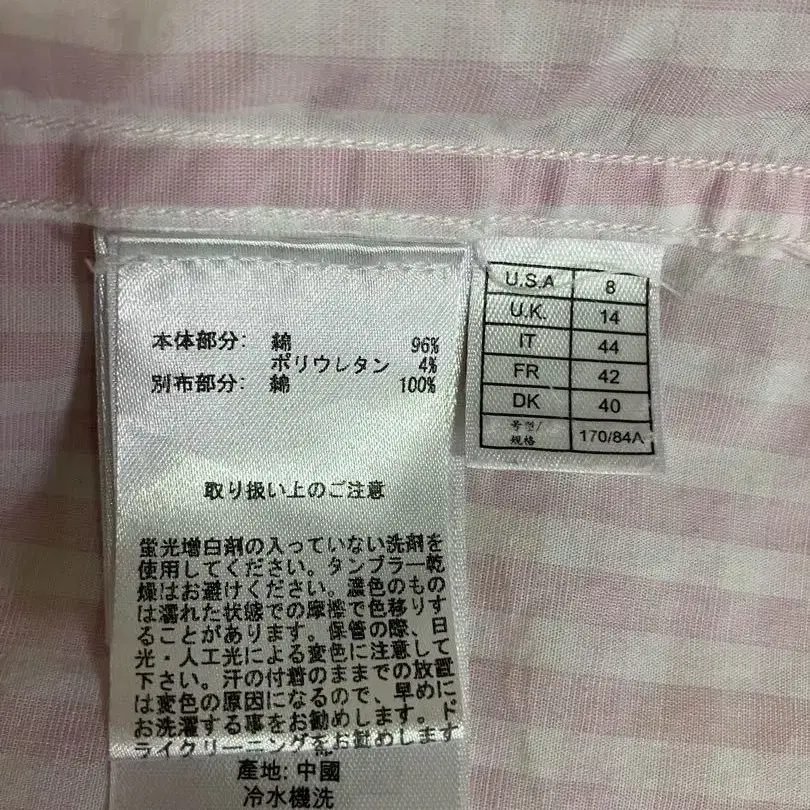 本体部分: 綿 96%
ポリウレタン 4%
別布部分: 綿 100%
取り扱い上のご注意
蛍光増白剤の入っていない洗剤を
使用してください。タンブラー乾
燥はお避けください。濃色のもの
は濡れた状態での摩擦で色移りす
ることがあります。保管の際、日
光・人工光による変色に注意して
下さい。汗の付着のままでの放置
は変色の原因になるので、早めに
お洗濯する事をお勧めします。ド
ライクリーニングをお勧めします
産地: 中國
冷水機洗
U.S.A 8
U.K. 14
IT 44
FR 42
DK 40
号型/
規格 170/84A